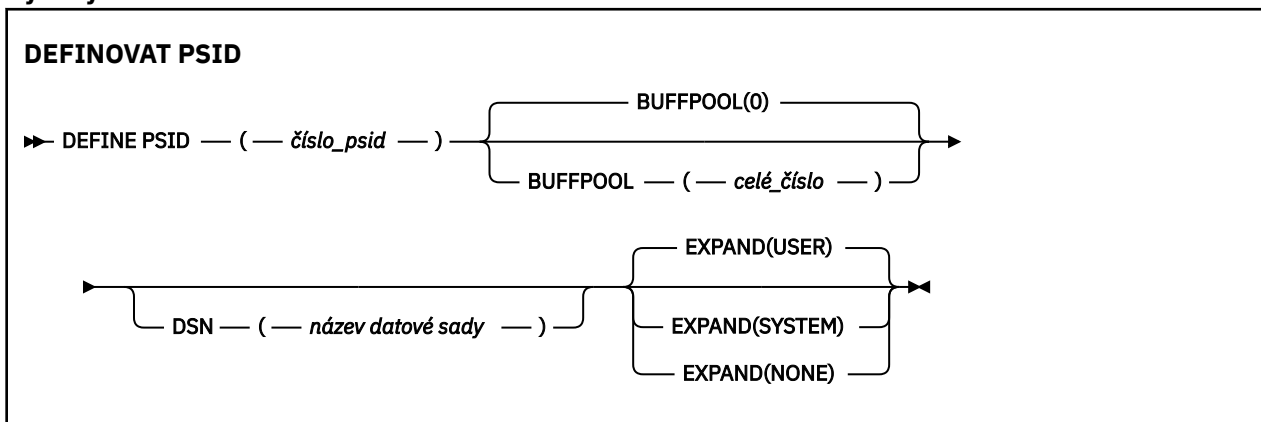 DEFINOVAT PSID
BUFFPOOL(0)
DEFINE PSID ( číslo_psid )
BUFFPOOL ( celé_číslo )
EXPAND(USER)
DSN ( název datové sady )
EXPAND(SYSTEM)
EXPAND(NONE)